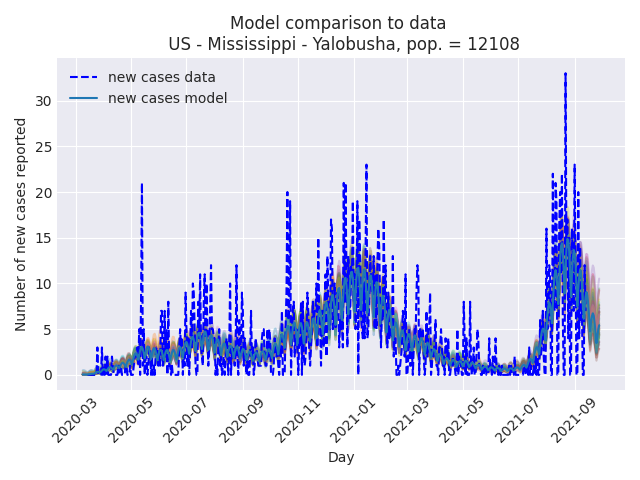 Model comparison to data
US - Mississippi - Yalobusha, pop. = 12108
new cases data
new cases model
Number of new cases reported
30
25
20
15
10
5
0
2020-03
2020-05
2020-07
2020-09
2020-11
2021-01
2021-03
2021-05
2021-07
2021-09
Day